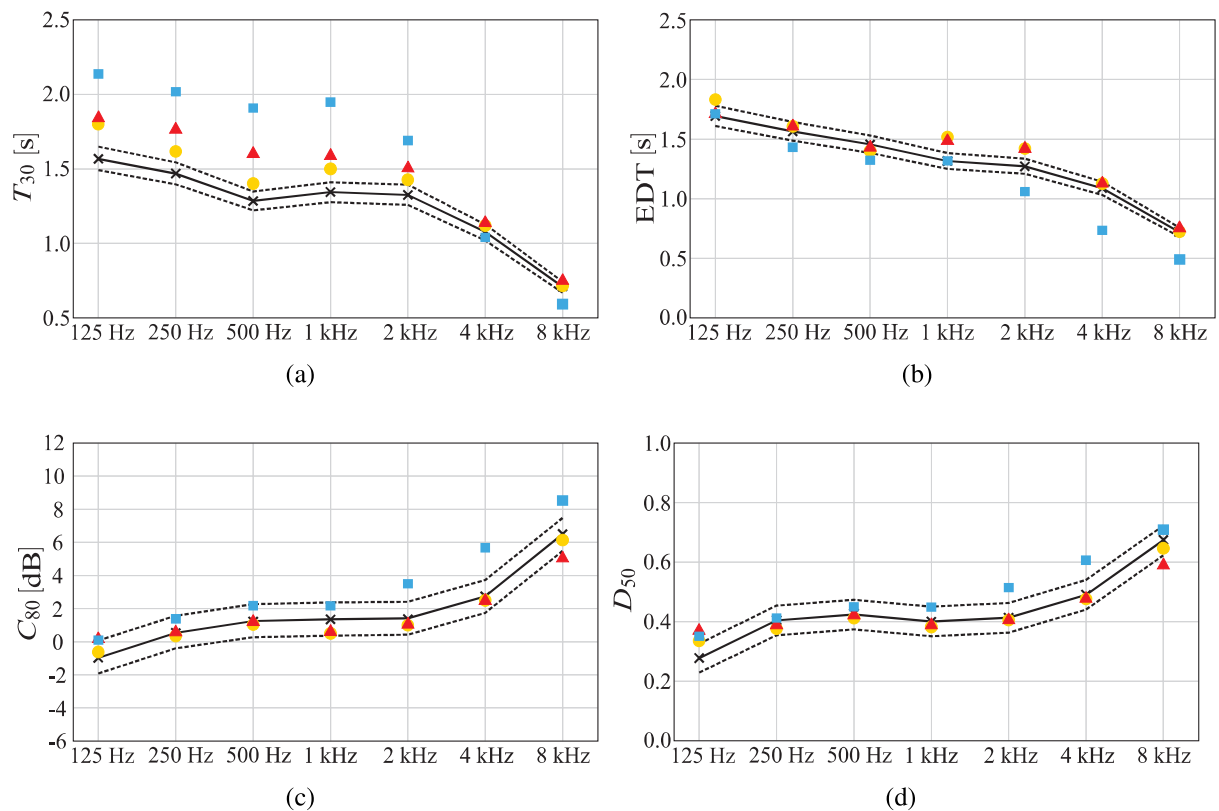 2.5
2.0
1.5
1.0
0.5
T30 [s]
125 Hz 250 Hz 500 Hz 1 kHz 2 kHz 4 kHz 8 kHz
(a)
2.5
2.0
1.5
1.0
0.5
0.0
EDT [s]
125 Hz 250 Hz 500 Hz 1 kHz 2 kHz 4 kHz 8 kHz
(b)
12
10
8
6
4
2
0
-2
-4
-6
C80 [dB]
125 Hz 250 Hz 500 Hz 1 kHz 2 kHz 4 kHz 8 kHz
(c)
1.0
0.8
0.6
0.4
0.2
0.0
D50
125 Hz 250 Hz 500 Hz 1 kHz 2 kHz 4 kHz 8 kHz
(d)